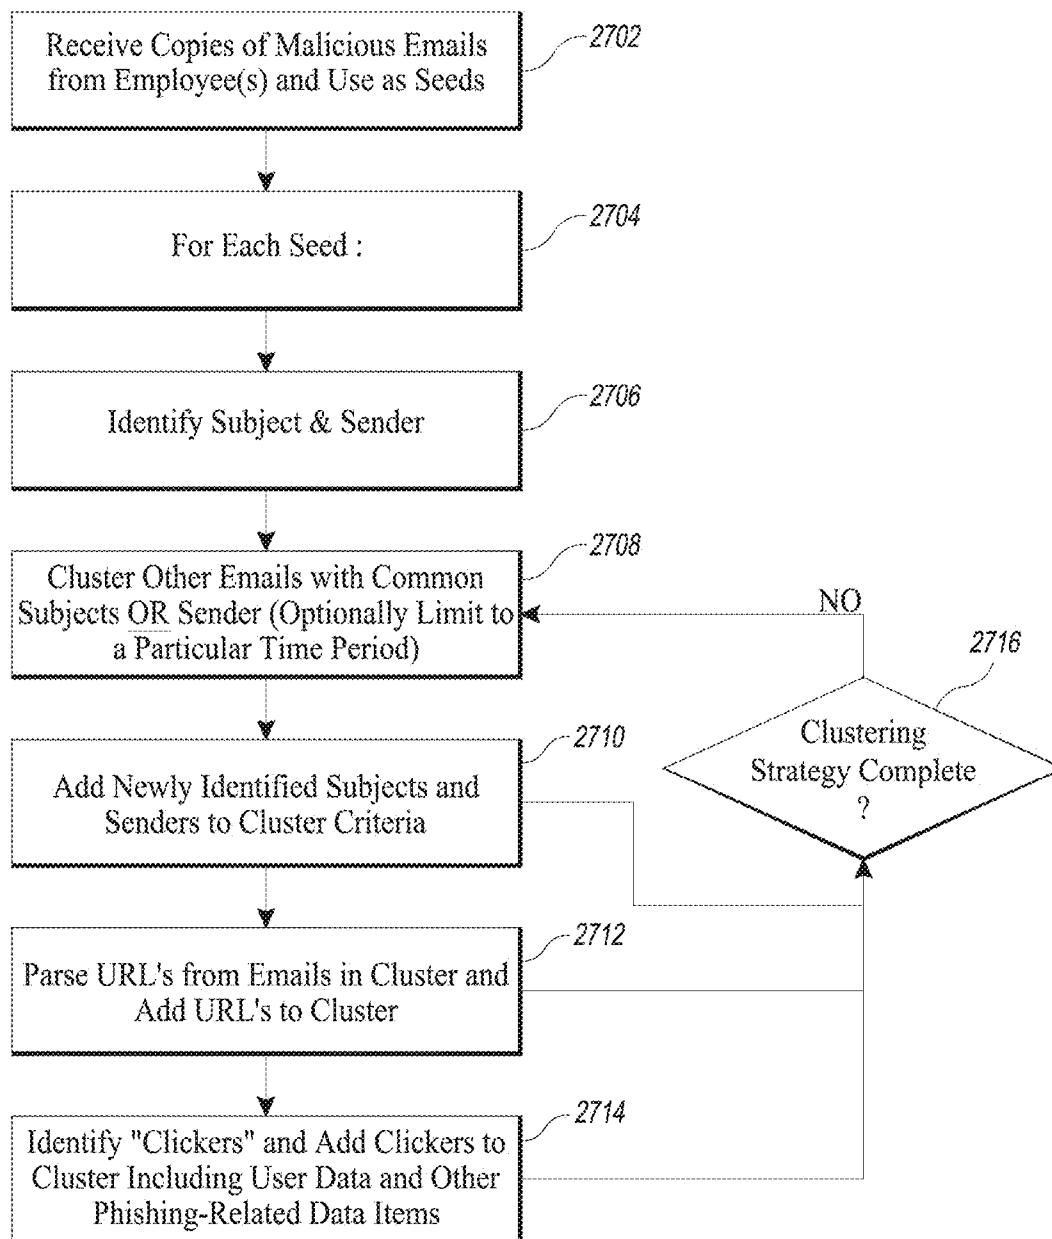 Receive Copies of Malicious Emails
from Employee(s) and Use as Seeds
2702
For Each Seed :
2704
Identify Subject & Sender
2706
Cluster Other Emails with Common
Subjects OR Sender (Optionally Limit to
a Particular Time Period)
2708
NO
2716
Clustering
Strategy Complete
?
Add Newly Identified Subjects and
Senders to Cluster Criteria
2710
Parse URL's from Emails in Cluster and
Add URL's to Cluster
2712
Identify "Clickers" and Add Clickers to
Cluster Including User Data and Other
Phishing-Related Data Items
2714